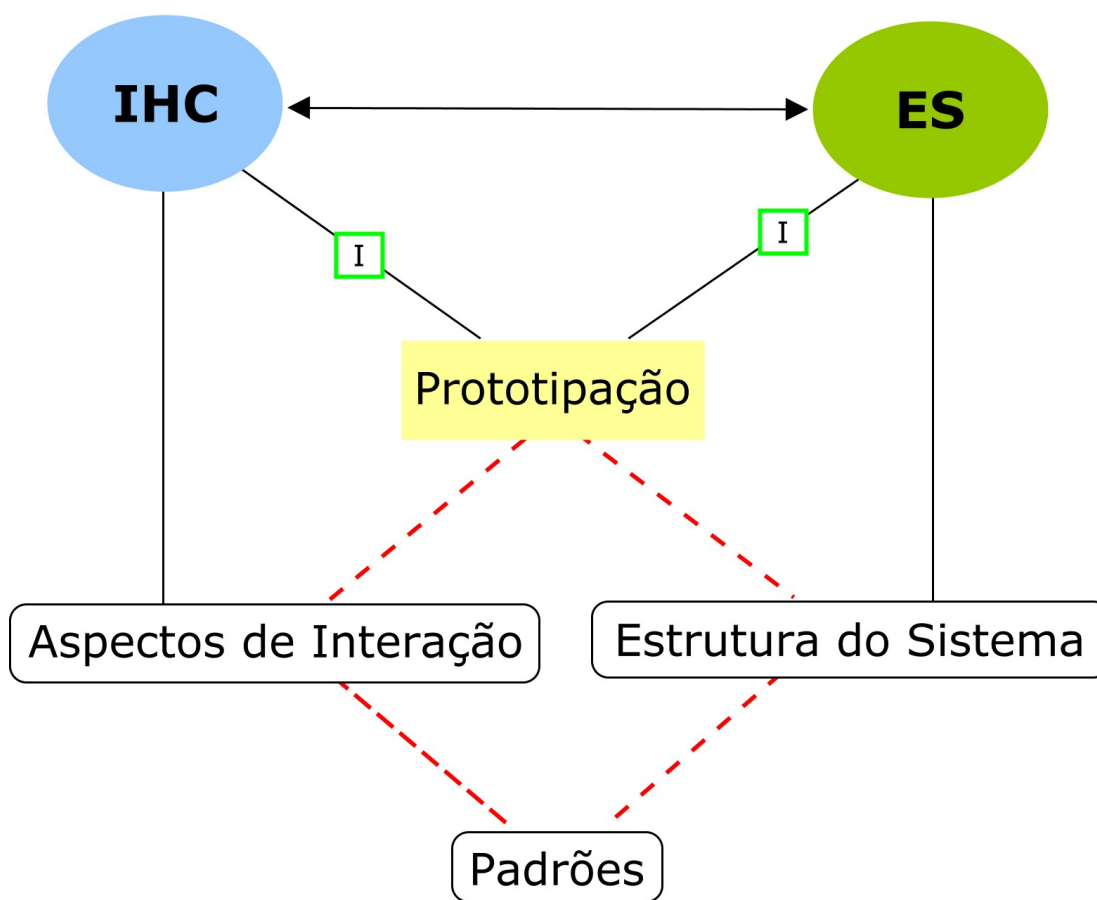 IHC
ES
I
I
Prototipação
Aspectos de Interação
Estrutura do Sistema
Padrões